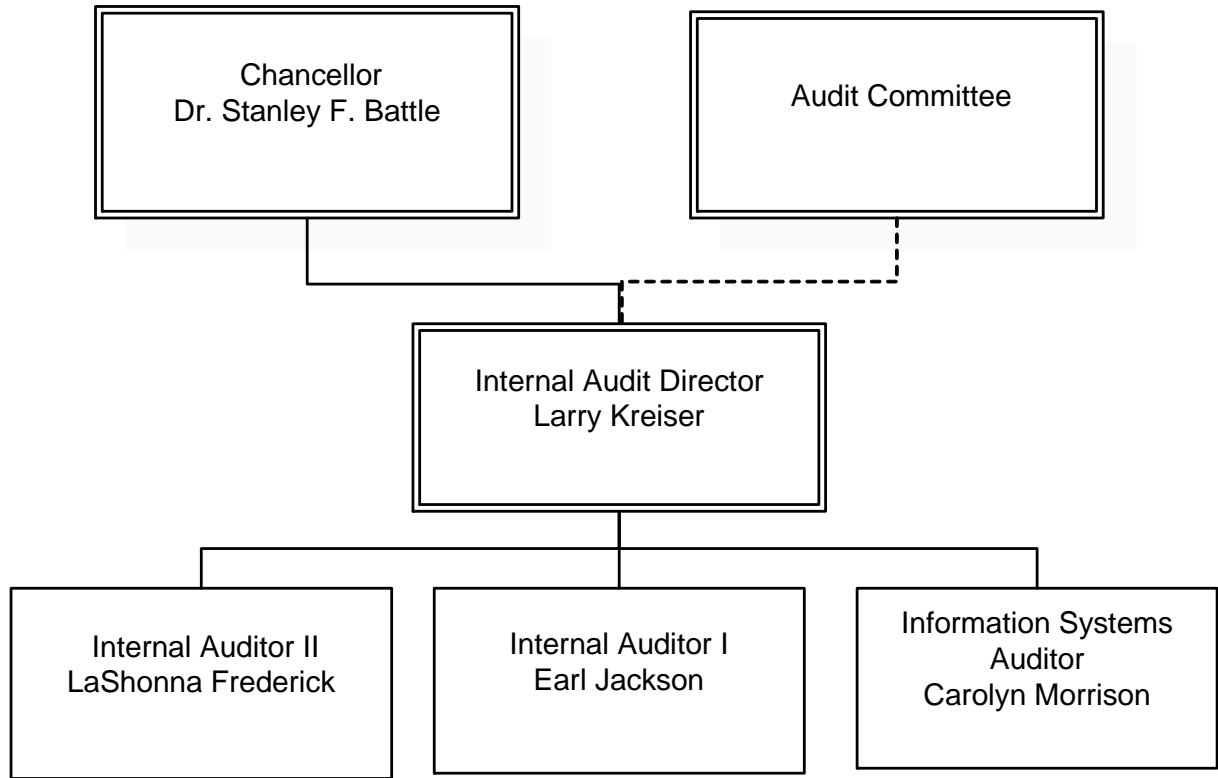 Chancellor
Dr. Stanley F. Battle
Audit Committee
Internal Audit Director
Larry Kreiser
Internal Auditor II
LaShonna Frederick
Internal Auditor I
Earl Jackson
Information Systems
Auditor
Carolyn Morrison